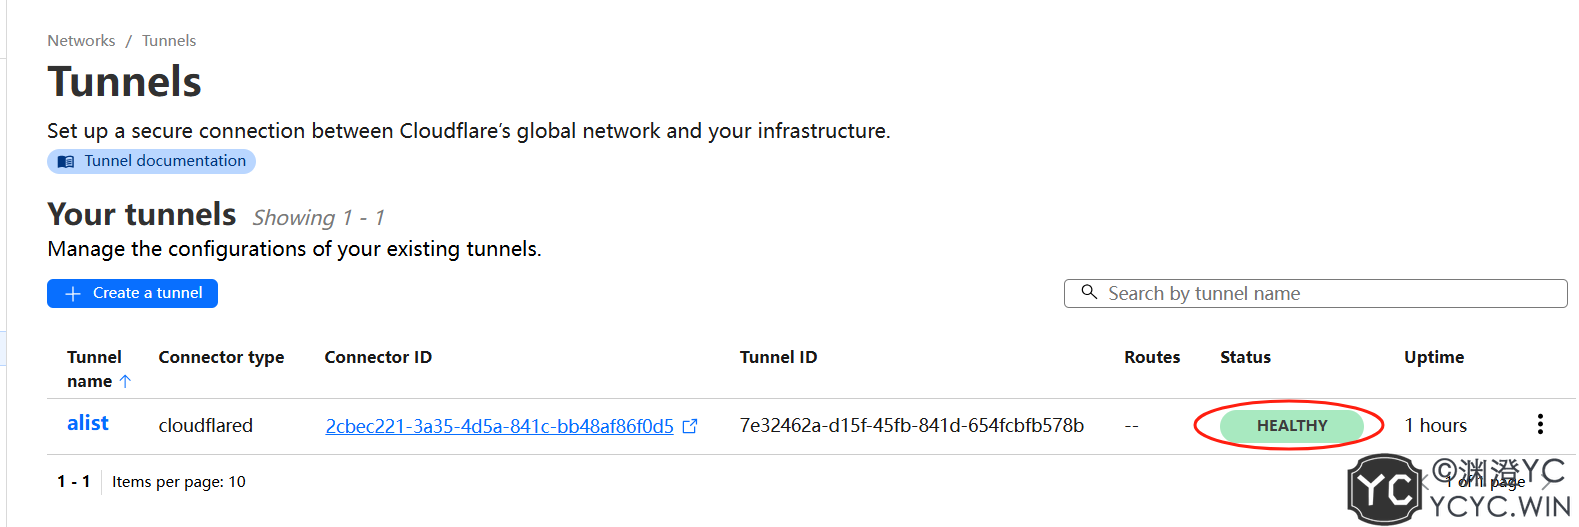 Networks / Tunnels
Tunnels
Set up a secure connection between Cloudflare’s global network and your infrastructure.
Tunnel documentation
Your tunnels Showing 1 - 1
Manage the configurations of your existing tunnels.
Create a tunnel
Search by tunnel name
Tunnel name Connector type Connector ID Tunnel ID Routes Status Uptime
alist cloudflared 2cbec221-3a35-4d5a-841c-bb48af86f0d5 7e32462a-d15f-45fb-841d-654fcbfb578b -- HEALTHY 1 hours
1 - 1 Items per page: 10
1 of 1 page
YC ©渊澄YC
YCYC.WIN